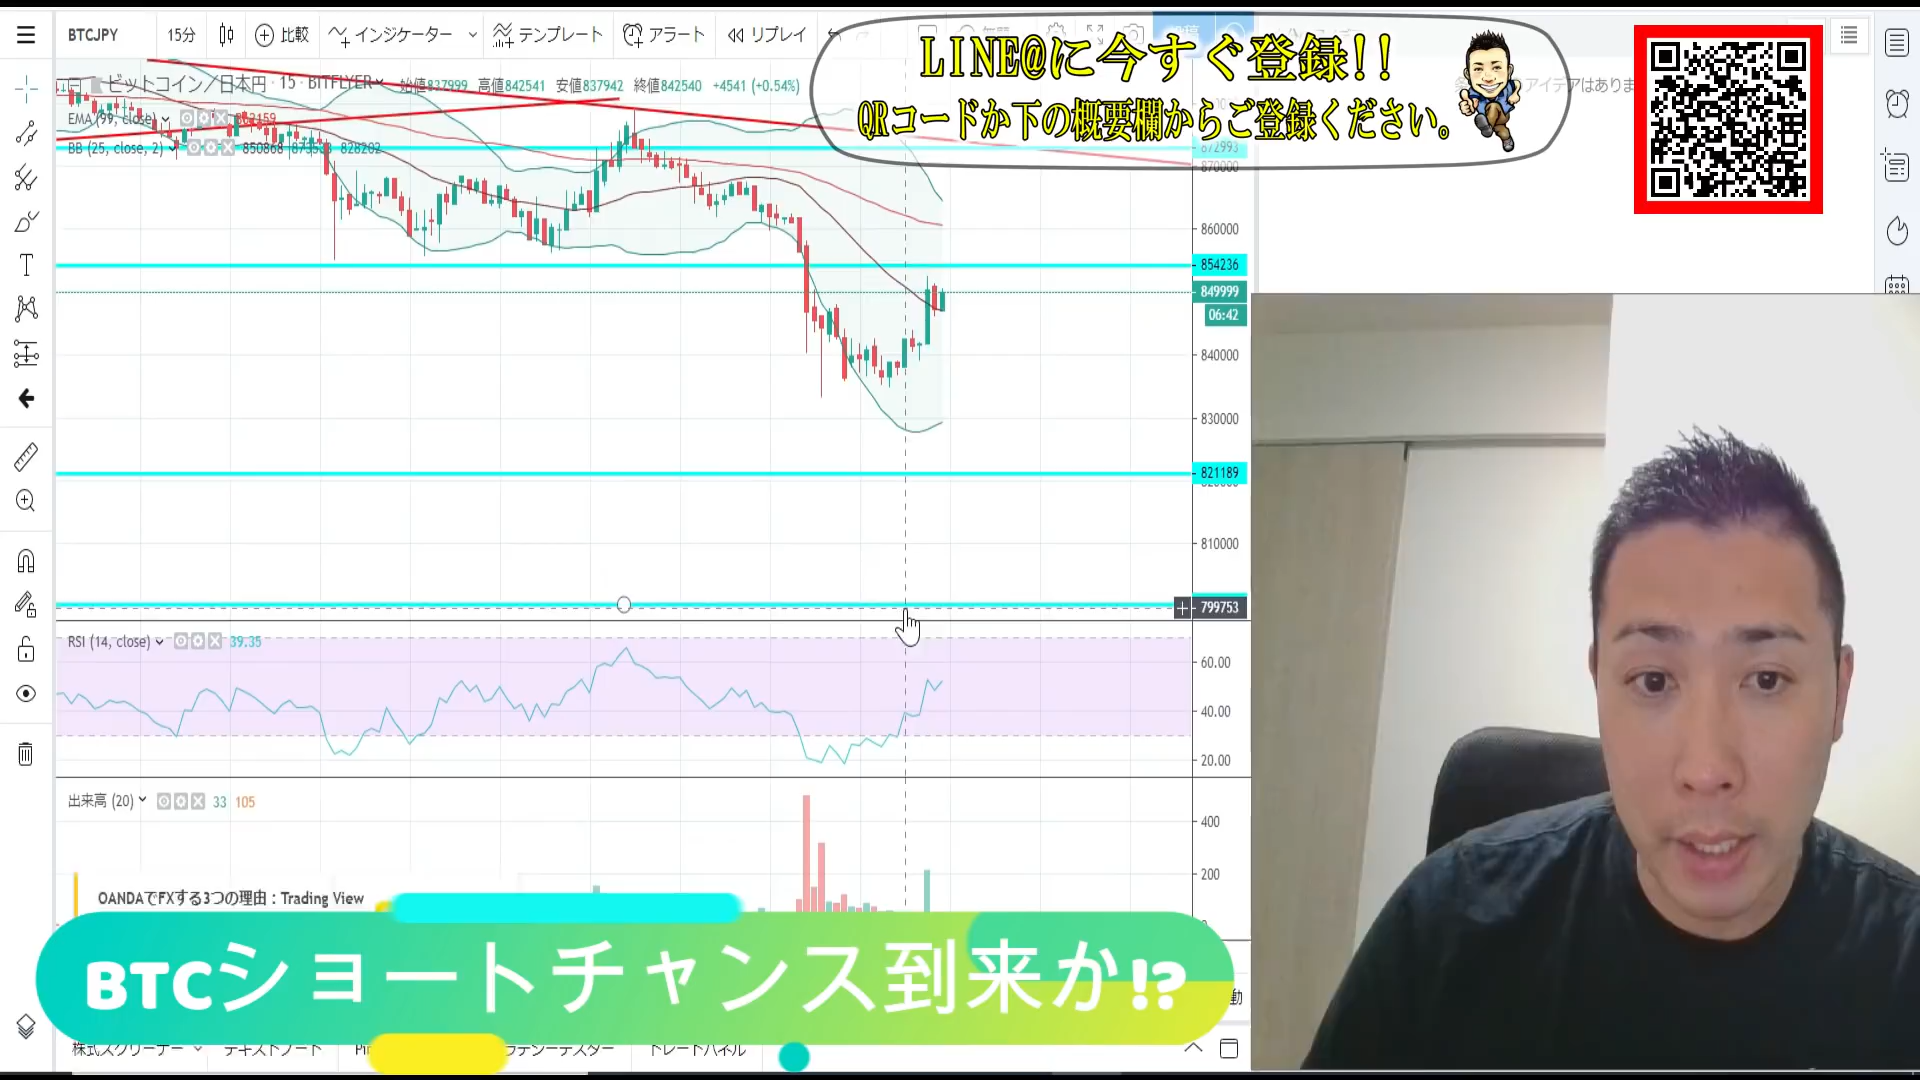 BTCJPY 15分 比較 インジケーター テンプレート アラート リプレイ
LINE@に今すぐ登録!!
QRコードか下の概要欄からご登録ください。
アイデアはありま
ビットコイン／日本円 · 15 · BITFLYER 始値837999 高値842541 安値837942 終値842540 +4541 (+0.54%)
EMA (99, close)
BB (25, close, 2) 850868 828202
872993
870000
860000
854236
849999
06:42
840000
830000
821189
810000
799753
RSI (14, close) 39.35
60.00
40.00
20.00
出来高 (20) 33 105
400
200
OANDAでFXする3つの理由：Trading View
BTCショートチャンス到来か!?
株式スクリーナー テキストノート トレードパネル